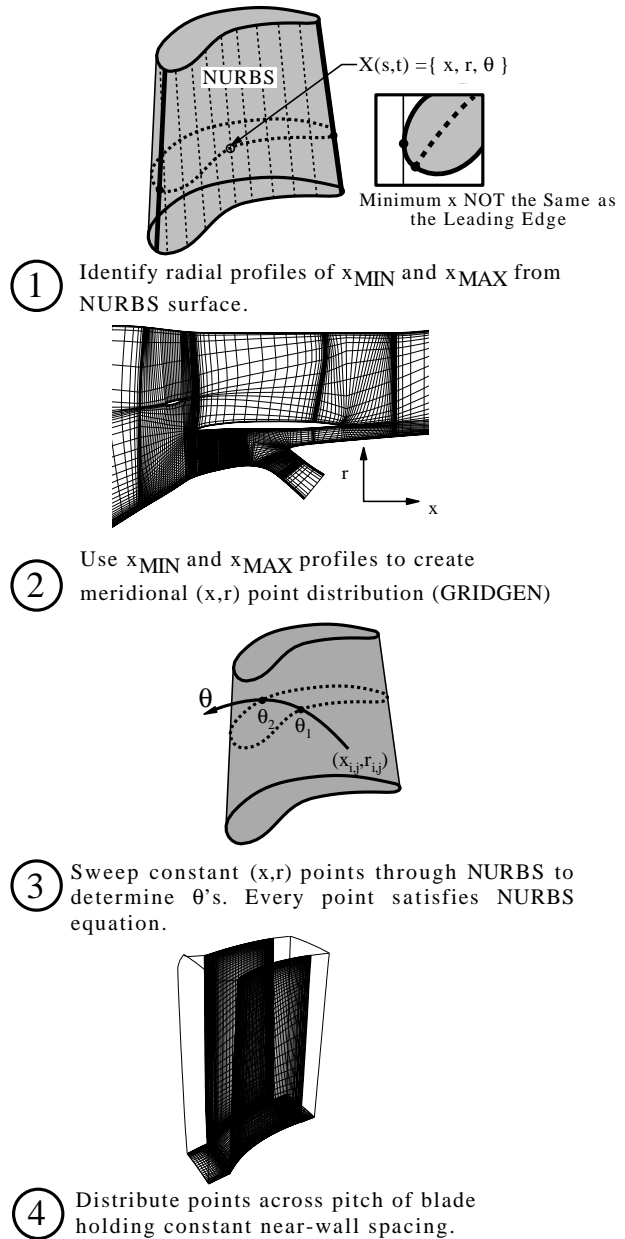 NURBS
X(s,t) ={ x, r, θ }
Minimum x NOT the Same as
the Leading Edge
1 Identify radial profiles of xMIN and xMAX from
NURBS surface.
r
x
2 Use xMIN and xMAX profiles to create
meridional (x,r) point distribution (GRIDGEN)
θ
θ2
θ1
(xi,j,ri,j)
3 Sweep constant (x,r) points through NURBS to
determine θ's. Every point satisfies NURBS
equation.
4 Distribute points across pitch of blade
holding constant near-wall spacing.